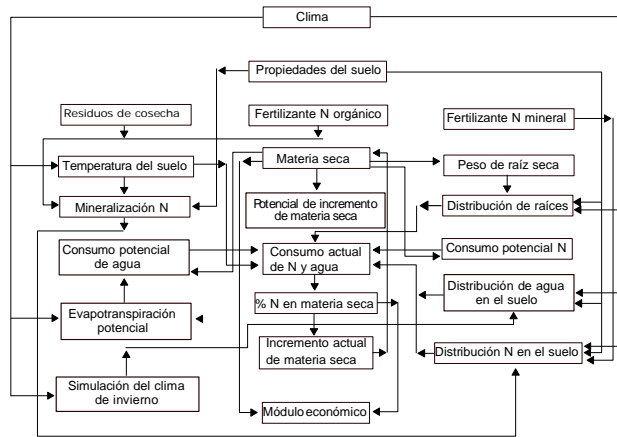 Clima
Propiedades del suelo
Residuos de cosecha
Fertilizante N orgánico
Fertilizante N mineral
Temperatura del suelo
Materia seca
Peso de raíz seca
Mineralización N
Potencial de incremento
de materia seca
Distribución de raíces
Consumo potencial
de agua
Consumo actual
de N y agua
Consumo potencial N
Evapotranspiración
potencial
% N en materia seca
Distribución de agua
en el suelo
Incremento actual
de materia seca
Distribución N en el suelo
Simulación del clima
de invierno
Módulo económico